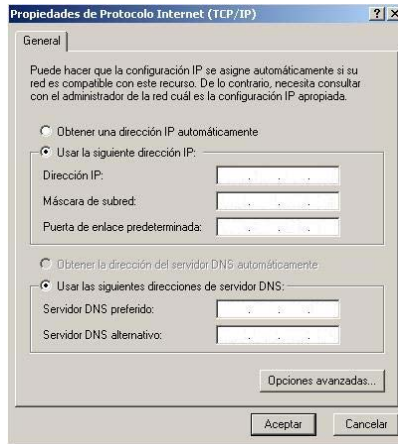 Propiedades de Protocolo Internet (TCP/IP)
General
Puede hacer que la configuración IP se asigne automáticamente si su
red es compatible con este recurso. De lo contrario, necesita consultar
con el administrador de la red cuál es la configuración IP apropiada.
Obtener una dirección IP automáticamente
Usar la siguiente dirección IP:
Dirección IP:
Máscara de subred:
Puerta de enlace predeterminada:
Obtener la dirección del servidor DNS automáticamente
Usar las siguientes direcciones de servidor DNS:
Servidor DNS preferido:
Servidor DNS alternativo:
Opciones avanzadas...
Aceptar Cancelar